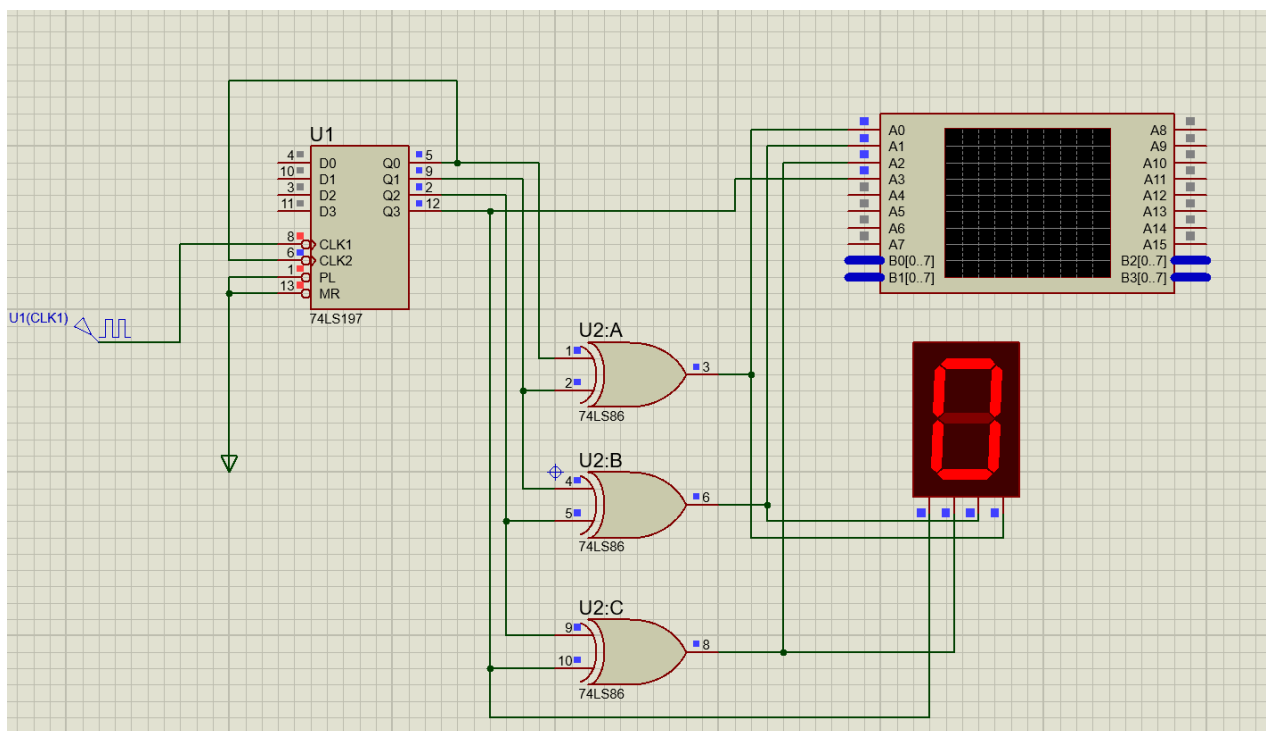 U1
4 D0 Q0 5
10 D1 Q1 9
3 D2 Q2 2
11 D3 Q3 12
8 CLK1
6 CLK2
1 PL
13 MR
74LS197
U1(CLK1)
A0 A8
A1 A9
A2 A10
A3 A11
A4 A12
A5 A13
A6 A14
A7 A15
B0[0..7] B2[0..7]
B1[0..7] B3[0..7]
U2:A
1 3
2
74LS86
U2:B
4 6
5
74LS86
U2:C
9 8
10
74LS86
0